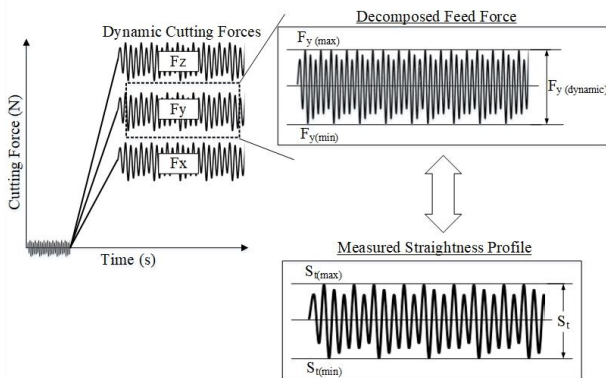 Dynamic Cutting Forces
Fz
Fy
Fx
Cutting Force (N)
Time (s)
Decomposed Feed Force
Fy (max)
Fy(min)
Fy (dynamic)
Measured Straightness Profile
St(max)
St(min)
St